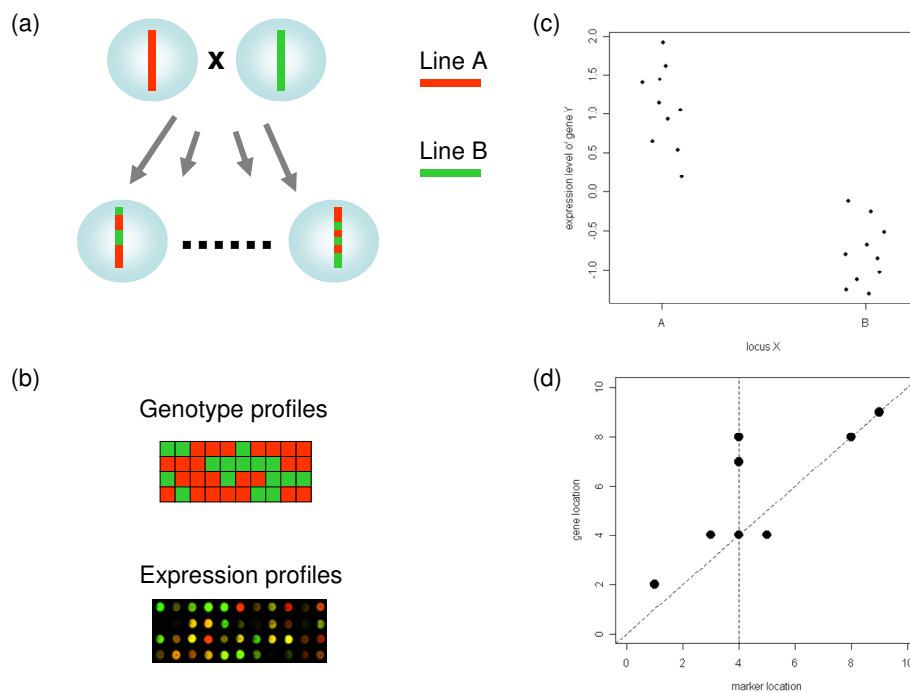 (a)
x
Line A
Line B
(b)
Genotype profiles
Expression profiles
(c)
expression level of gene Y
2.0
1.5
1.0
0.5
0.0
-0.5
-1.0
A
B
locus X
(d)
gene location
10
8
6
4
2
0
0
2
4
6
8
10
marker location